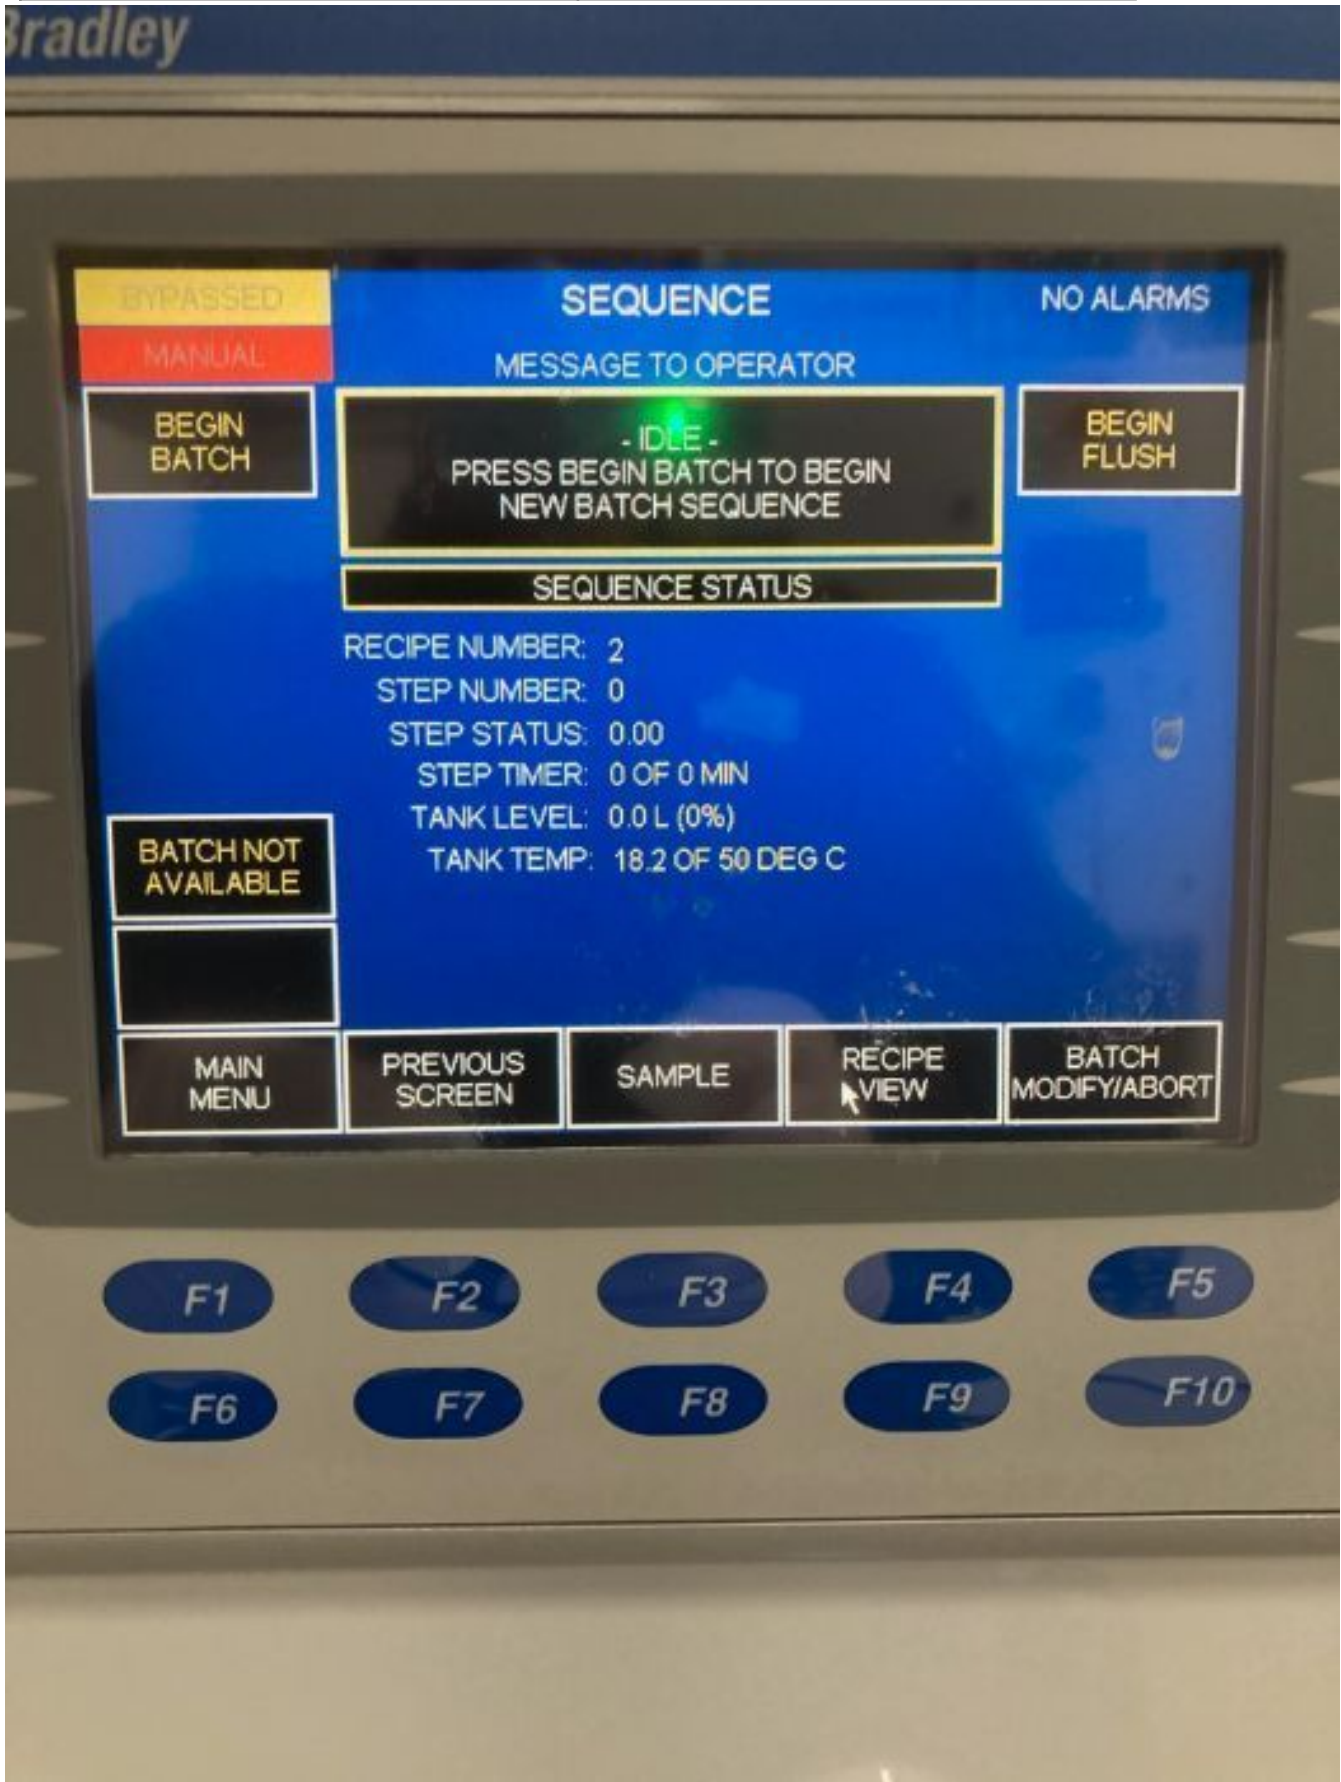 Bradley
BYPASSED
SEQUENCE
NO ALARMS
MANUAL
MESSAGE TO OPERATOR
BEGIN
BATCH
- IDLE -
PRESS BEGIN BATCH TO BEGIN
NEW BATCH SEQUENCE
BEGIN
FLUSH
SEQUENCE STATUS
RECIPE NUMBER: 2
STEP NUMBER: 0
STEP STATUS: 0.00
STEP TIMER: 0 OF 0 MIN
TANK LEVEL: 0.0 L (0%)
TANK TEMP: 18.2 OF 50 DEG C
BATCH NOT
AVAILABLE
MAIN
MENU
PREVIOUS
SCREEN
SAMPLE
RECIPE
VIEW
BATCH
MODIFY/ABORT
F1 F2 F3 F4 F5
F6 F7 F8 F9 F10